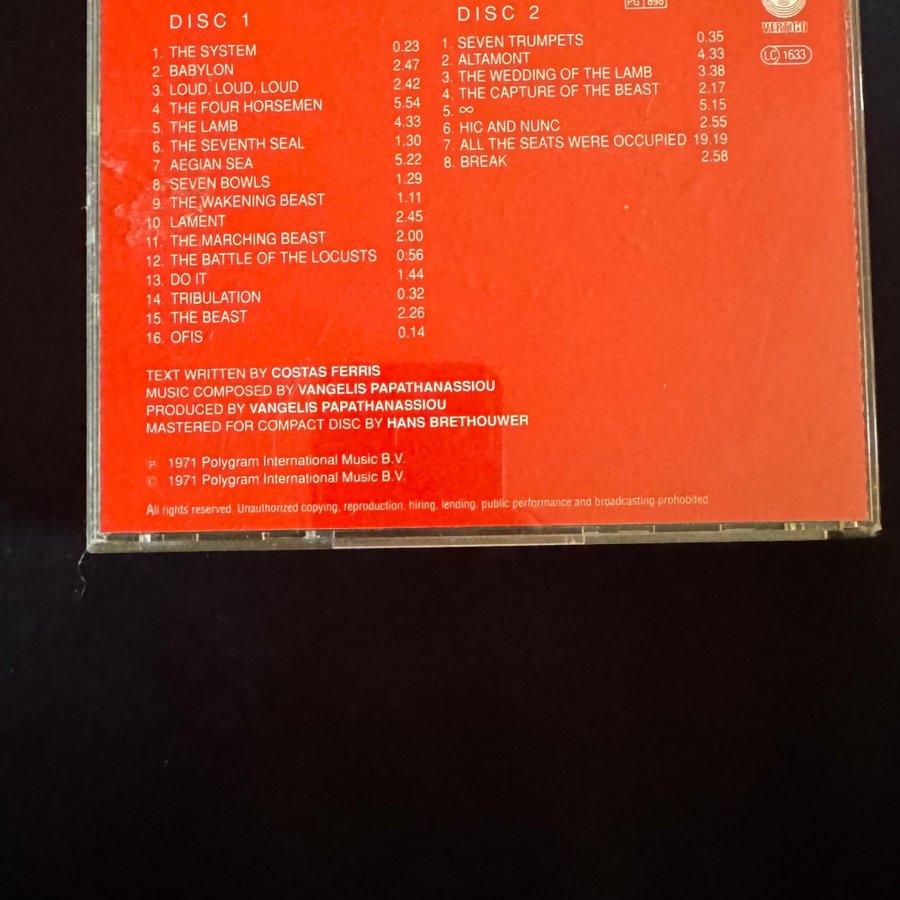 DISC 1
1. THE SYSTEM 0.23
2. BABYLON 2.47
3. LOUD, LOUD, LOUD 2.42
4. THE FOUR HORSEMEN 5.54
5. THE LAMB 4.33
6. THE SEVENTH SEAL 1.30
7. AEGIAN SEA 5.22
8. SEVEN BOWLS 1.29
9. THE WAKENING BEAST 1.11
10. LAMENT 2.45
11. THE MARCHING BEAST 2.00
12. THE BATTLE OF THE LOCUSTS 0.56
13. DO IT 1.44
14. TRIBULATION 0.32
15. THE BEAST 2.26
16. OFIS 0.14
DISC 2
1. SEVEN TRUMPETS 0.35
2. ALTAMONT 4.33
3. THE WEDDING OF THE LAMB 3.38
4. THE CAPTURE OF THE BEAST 2.17
5. ∞ 5.15
6. HIC AND NUNC 2.55
7. ALL THE SEATS WERE OCCUPIED 19.19
8. BREAK 2.58
PG 898
VERTIGO
LC 1633
TEXT WRITTEN BY COSTAS FERRIS
MUSIC COMPOSED BY VANGELIS PAPATHANASSIOU
PRODUCED BY VANGELIS PAPATHANASSIOU
MASTERED FOR COMPACT DISC BY HANS BRETHOUWER
℗ 1971 Polygram International Music B.V.
© 1971 Polygram International Music B.V.
All rights reserved. Unauthorized copying, reproduction, hiring, lending, public performance and broadcasting prohobited